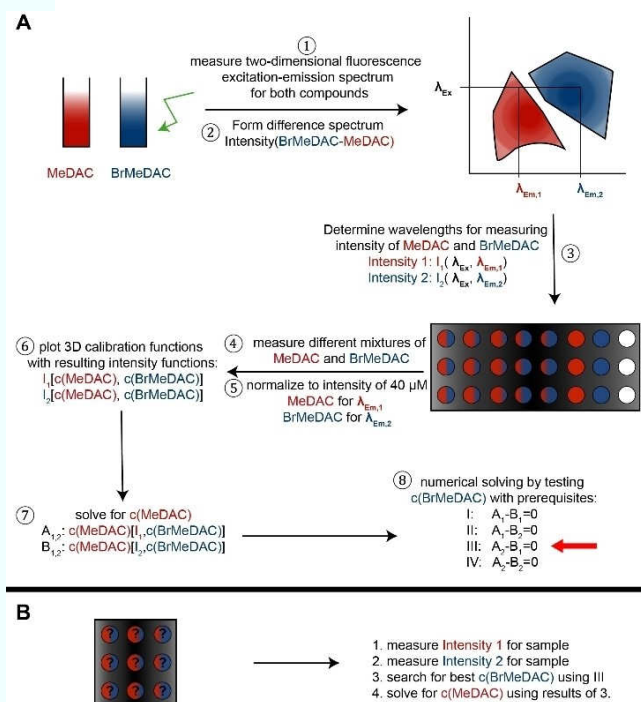 A
①
measure two-dimensional fluorescence
excitation-emission spectrum
for both compounds
② Form difference spectrum
Intensity(BrMeDAC-MeDAC)
MeDAC BrMeDAC
λEx
λEm,1 λEm,2
Determine wavelengths for measuring
intensity of MeDAC and BrMeDAC
Intensity 1: I1( λEx, λEm,1)
Intensity 2: I2( λEx, λEm,2)
③
④ measure different mixtures of
MeDAC and BrMeDAC
⑤ normalize to intensity of 40 µM
MeDAC for λEm,1
BrMeDAC for λEm,2
⑥ plot 3D calibration functions
with resulting intensity functions:
I1[c(MeDAC), c(BrMeDAC)]
I2[c(MeDAC), c(BrMeDAC)]
⑦ solve for c(MeDAC)
A1,2: c(MeDAC)[I1,c(BrMeDAC)]
B1,2: c(MeDAC)[I2,c(BrMeDAC)]
⑧ numerical solving by testing
c(BrMeDAC) with prerequisites:
I: A1-B1=0
II: A1-B2=0
III: A2-B1=0
IV: A2-B2=0
B
? ? ?
? ? ?
? ? ?
1. measure Intensity 1 for sample
2. measure Intensity 2 for sample
3. search for best c(BrMeDAC) using III
4. solve for c(MeDAC) using results of 3.